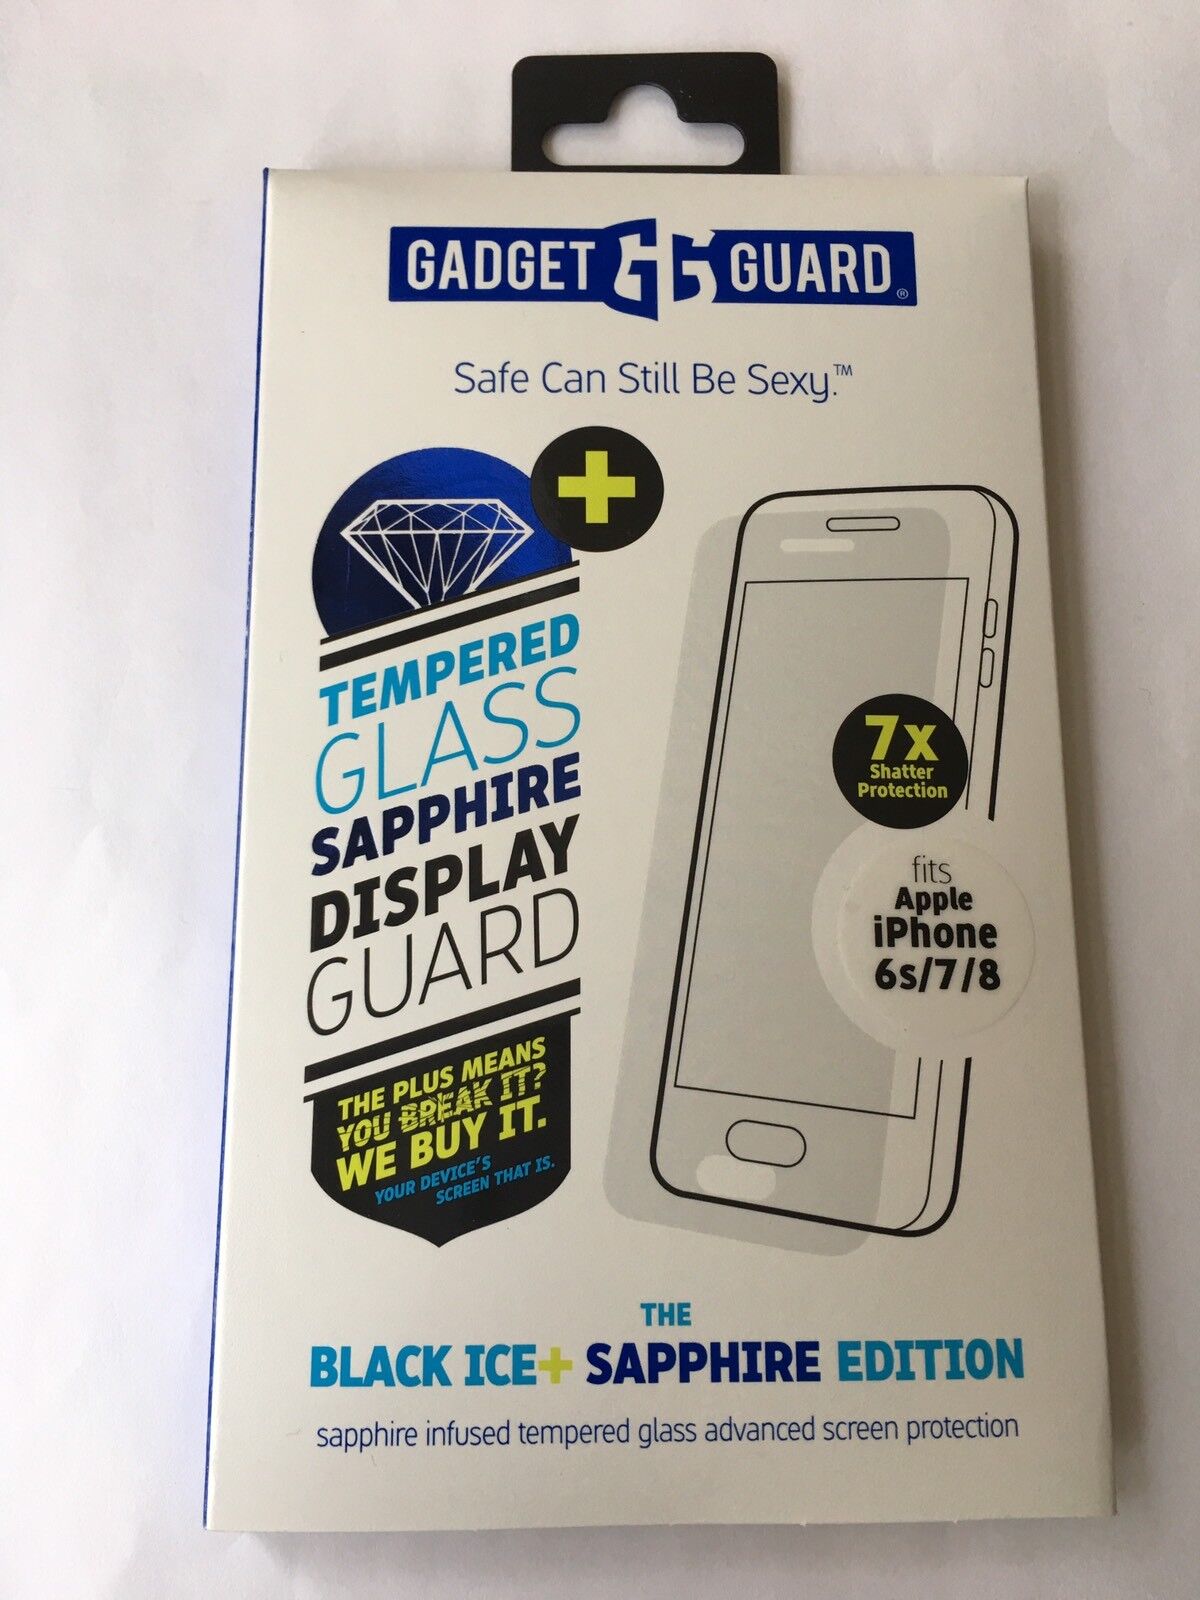 GADGET GG GUARD®
Safe Can Still Be Sexy.™
+
TEMPERED
GLASS
SAPPHIRE
DISPLAY
GUARD
THE PLUS MEANS
YOU BREAK IT?
WE BUY IT.
YOUR DEVICE'S
SCREEN THAT IS.
7x
Shatter
Protection
fits
Apple
iPhone
6s/7/8
THE
BLACK ICE+ SAPPHIRE EDITION
sapphire infused tempered glass advanced screen protection